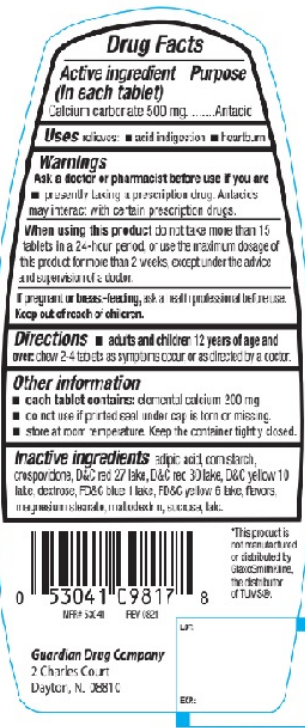 Drug Facts
Active ingredient Purpose
(in each tablet)
Calcium carbonate 500 mg.........Antacid
Uses relieves: ■ acid indigestion ■ heartburn
Warnings
Ask a doctor or pharmacist before use if you are
■ presently taking a prescription drug. Antacids
may interact with certain prescription drugs.
When using this product do not take more than 15
tablets in a 24-hour period, or use the maximum dosage of
this product for more than 2 weeks, except under the advice
and supervision of a doctor.
If pregnant or breast-feeding, ask a health professional before use.
Keep out of reach of children.
Directions ■ adults and children 12 years of age and
over: chew 2-4 tablets as symptoms occur or as directed by a doctor.
Other information
■ each tablet contains: elemental calcium 200 mg
■ do not use if printed seal under cap is torn or missing.
■ store at room temperature. Keep the container tightly closed.
Inactive ingredients adipic acid, corn starch,
crospovidone, D&C red 27 lake, D&C red 30 lake, D&C yellow 10
lake, dextrose, FD&C blue 1 lake, FD&C yellow 6 lake, flavors,
magnesium stearate, maltodextrin, sucrose, talc.
*This product is
not manufactured
or distributed by
GlaxoSmithKline,
the distributor
of TUMS®.
0 53041 C9817 8
MFR# 53041 REV 0821
LOT:
Guardian Drug Company
2 Charles Court
Dayton, NJ 08810
EXP.: